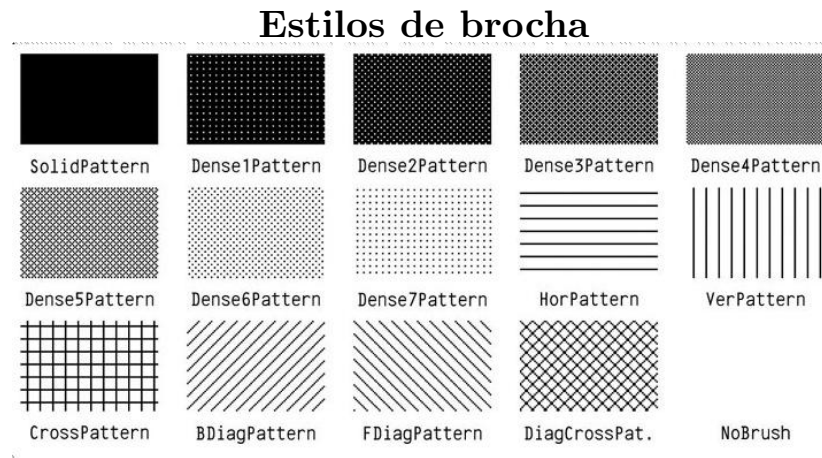 Estilos de brocha
SolidPattern Dense1Pattern Dense2Pattern Dense3Pattern Dense4Pattern
Dense5Pattern Dense6Pattern Dense7Pattern HorPattern VerPattern
CrossPattern BDiagPattern FDiagPattern DiagCrossPat. NoBrush